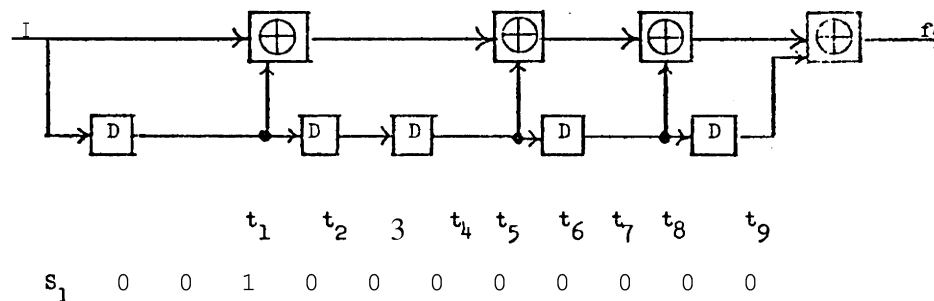 I f
D D D D D
t₁ t₂ 3 t₄ t₅ t₆ t₇ t₈ t₉
S₁ 0 0 1 0 0 0 0 0 0 0 0